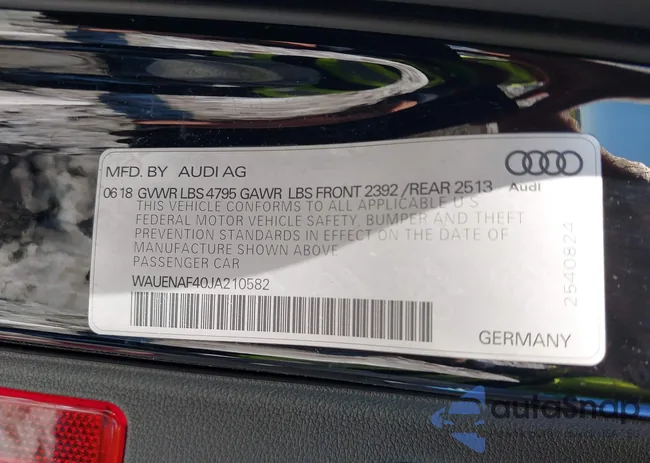 MFD. BY AUDI AG
06 18 GVWR LBS 4795 GAWR LBS FRONT 2392 /REAR 2513
Audi
THIS VEHICLE CONFORMS TO ALL APPLICABLE U S
FEDERAL MOTOR VEHICLE SAFETY, BUMPER AND THEFT
PREVENTION STANDARDS IN EFFECT ON THE DATE OF
MANUFACTURE SHOWN ABOVE
PASSENGER CAR
WAUENAF40JA210582
2540824
GERMANY
autoSnap